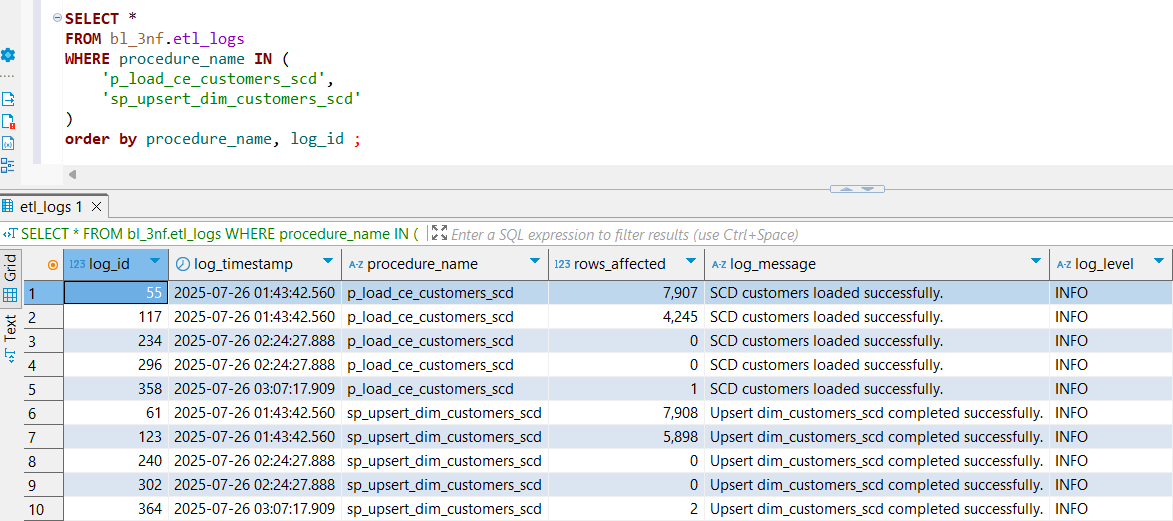 SELECT *
FROM bl_3nf.etl_logs
WHERE procedure_name IN (
'p_load_ce_customers_scd',
'sp_upsert_dim_customers_scd'
)
order by procedure_name, log_id ;
etl_logs 1
SELECT * FROM bl_3nf.etl_logs WHERE procedure_name IN ( Enter a SQL expression to filter results (use Ctrl+Space)
Grid
Text
123 log_id log_timestamp A-Z procedure_name 123 rows_affected A-Z log_message A-Z log_level
1 55 2025-07-26 01:43:42.560 p_load_ce_customers_scd 7,907 SCD customers loaded successfully. INFO
2 117 2025-07-26 01:43:42.560 p_load_ce_customers_scd 4,245 SCD customers loaded successfully. INFO
3 234 2025-07-26 02:24:27.888 p_load_ce_customers_scd 0 SCD customers loaded successfully. INFO
4 296 2025-07-26 02:24:27.888 p_load_ce_customers_scd 0 SCD customers loaded successfully. INFO
5 358 2025-07-26 03:07:17.909 p_load_ce_customers_scd 1 SCD customers loaded successfully. INFO
6 61 2025-07-26 01:43:42.560 sp_upsert_dim_customers_scd 7,908 Upsert dim_customers_scd completed successfully. INFO
7 123 2025-07-26 01:43:42.560 sp_upsert_dim_customers_scd 5,898 Upsert dim_customers_scd completed successfully. INFO
8 240 2025-07-26 02:24:27.888 sp_upsert_dim_customers_scd 0 Upsert dim_customers_scd completed successfully. INFO
9 302 2025-07-26 02:24:27.888 sp_upsert_dim_customers_scd 0 Upsert dim_customers_scd completed successfully. INFO
10 364 2025-07-26 03:07:17.909 sp_upsert_dim_customers_scd 2 Upsert dim_customers_scd completed successfully. INFO